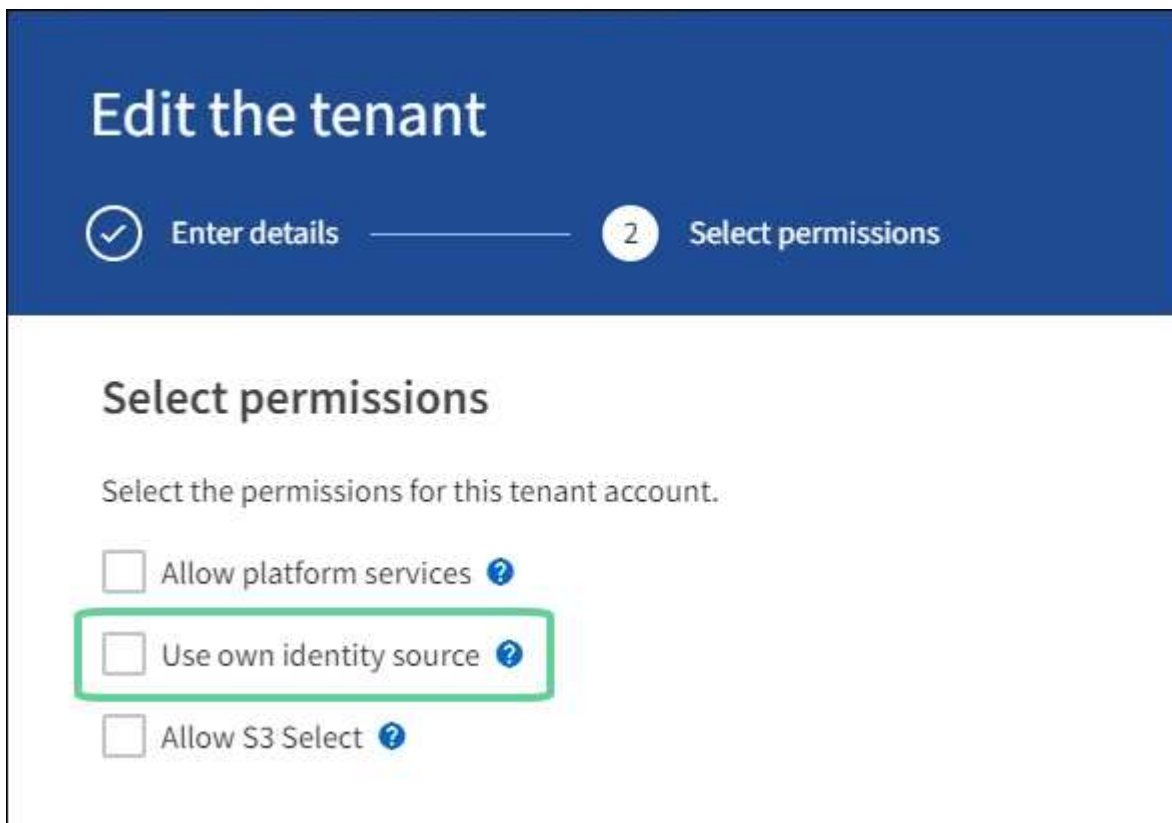 Edit the tenant
Enter details
2
Select permissions
Select permissions
Select the permissions for this tenant account.
Allow platform services ?
Use own identity source ?
Allow S3 Select ?